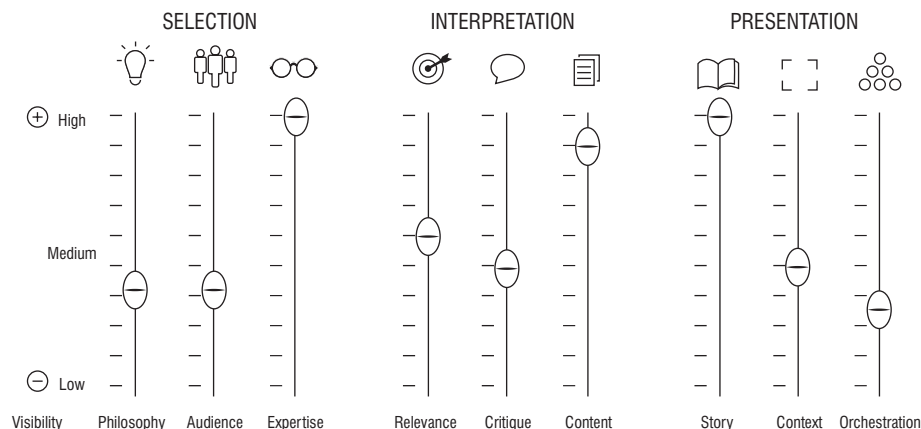 SELECTION INTERPRETATION PRESENTATION
High
Medium
Low
Visibility Philosophy Audience Expertise Relevance Critique Content Story Context Orchestration